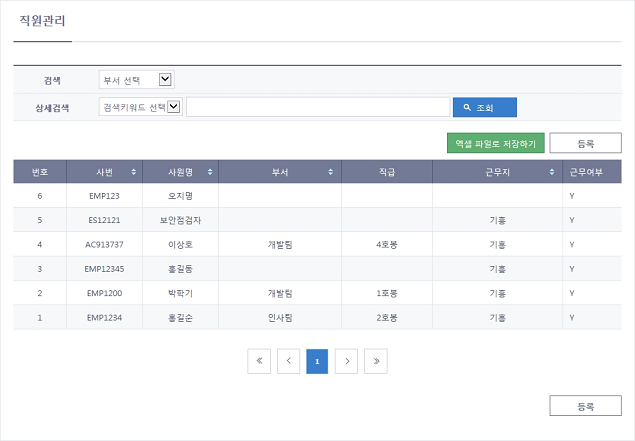 직원관리
검색 부서 선택
상세검색 검색키워드 선택 조회
엑셀 파일로 저장하기 등록
번호 사번 사원명 부서 직급 근무지 근무여부
6 EMP123 오지명 Y
5 ES12121 보안점검자 기흥 Y
4 AC913737 이상호 개발팀 4호봉 기흥 Y
3 EMP12345 홍길동 기흥 Y
2 EMP1200 박학기 개발팀 1호봉 기흥 Y
1 EMP1234 홍길순 인사팀 2호봉 기흥 Y
1
등록